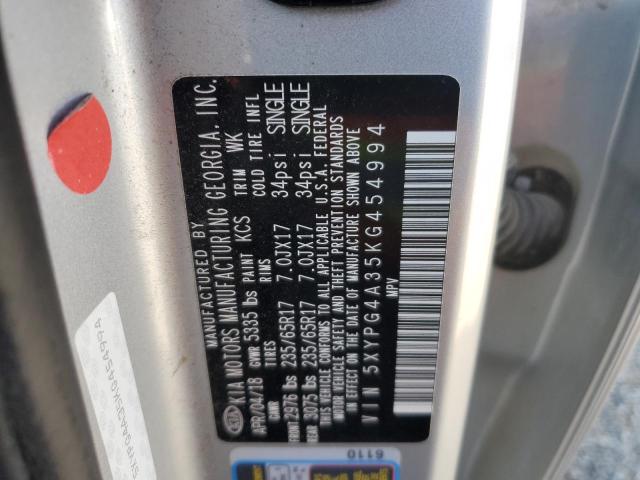 KIA
MANUFACTURED BY
KIA MOTORS MANUFACTURING GEORGIA. INC.
APR/04/18 GVWR 5335 lbs PAINT KCS TRIM WK
GAWR TIRES RIMS COLD TIRE INFL
FRONT 2976 lbs 235/65R17 7.0JX17 34psi SINGLE
REAR 3075 lbs 235/65R17 7.0JX17 34psi SINGLE
THIS VEHICLE CONFORMS TO ALL APPLICABLE U.S.A. FEDERAL
MOTOR VEHICLE SAFETY AND THEFT PREVENTION STANDARDS
IN EFFECT ON THE DATE OF MANUFACTURE SHOWN ABOVE
VIN 5XYPG4A35KG454994
MPV
5XYPG4A35KG454994
6110